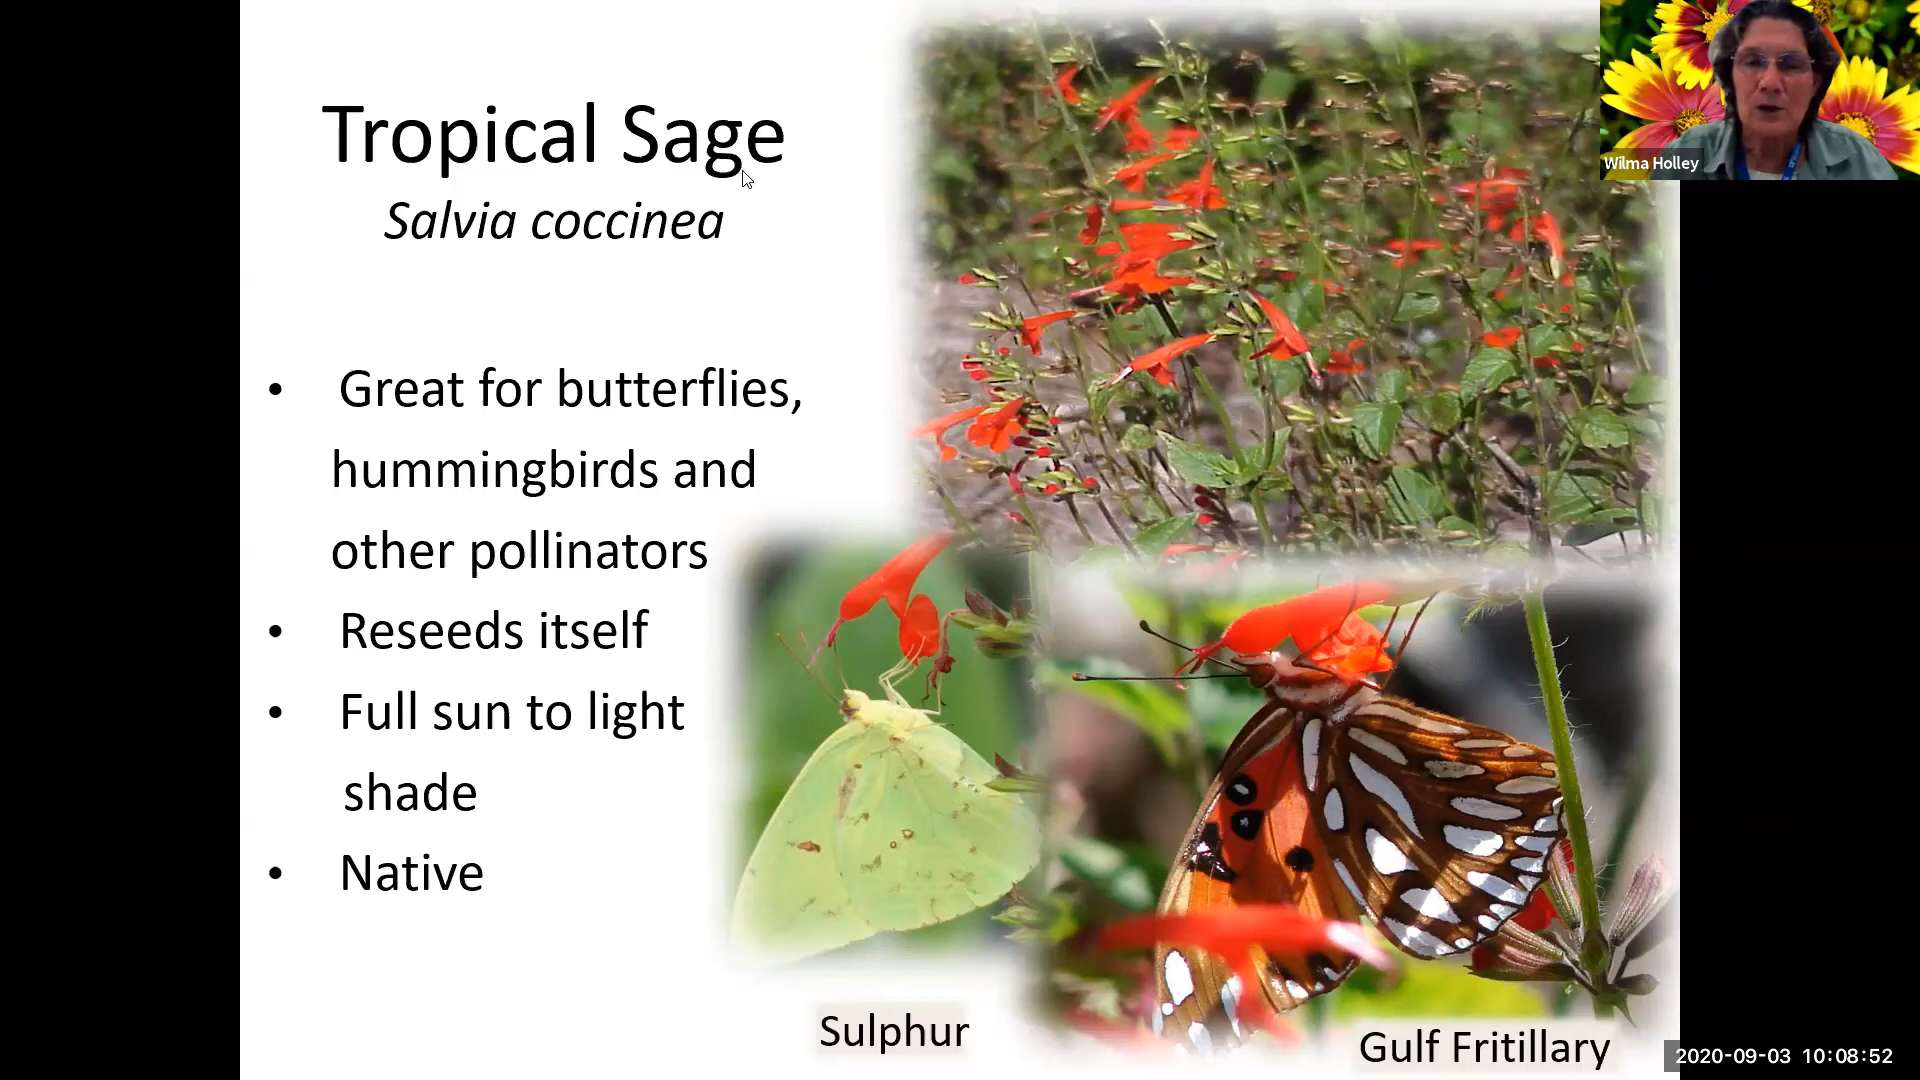 Tropical Sage
Salvia coccinea
• Great for butterflies,
hummingbirds and
other pollinators
• Reseeds itself
• Full sun to light
shade
• Native
Sulphur
Gulf Fritillary
Wilma Holley
2020-09-03 10:08:52